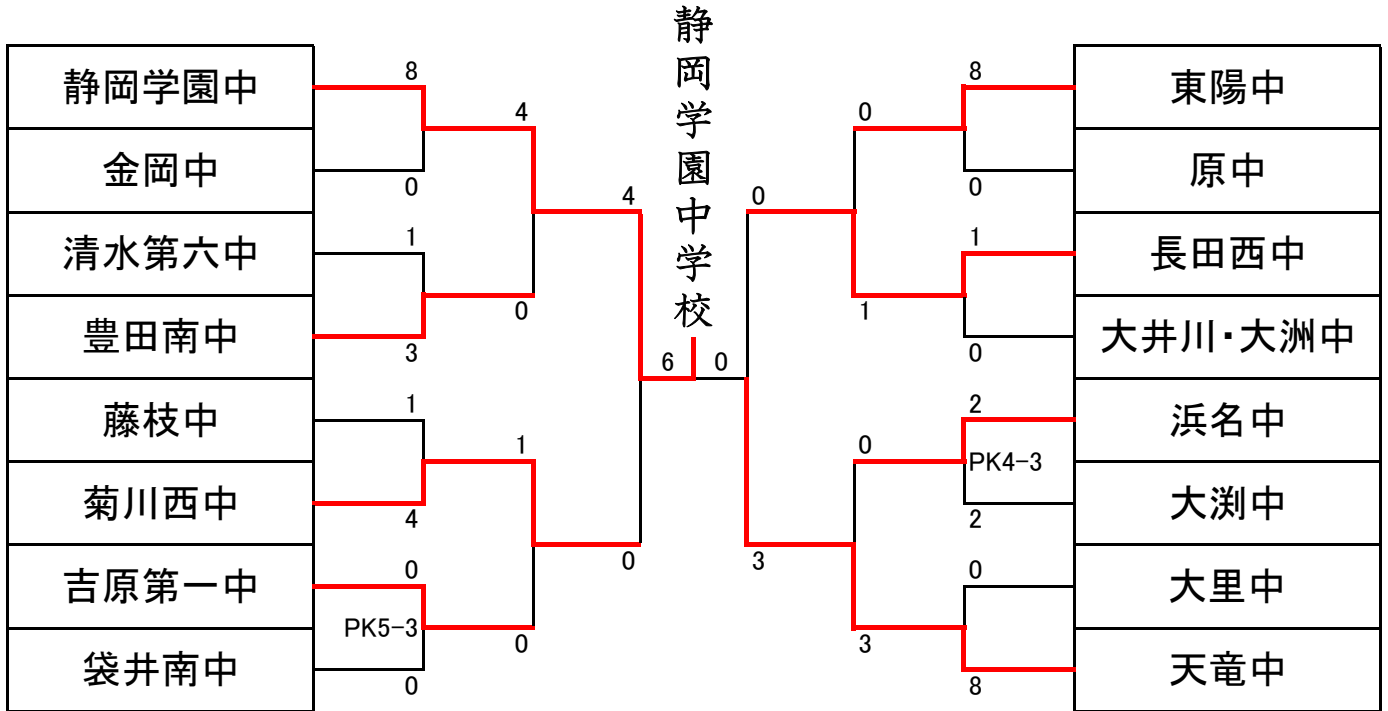 静岡学園中学校
静岡学園中
金岡中
清水第六中
豊田南中
藤枝中
菊川西中
吉原第一中
袋井南中
8
0
1
3
1
4
0
PK5-3
0
4
0
1
0
4
0
6
0
0
3
0
1
0
3
8
0
1
0
2
PK4-3
2
0
8
東陽中
原中
長田西中
大井川・大洲中
浜名中
大渕中
大里中
天竜中